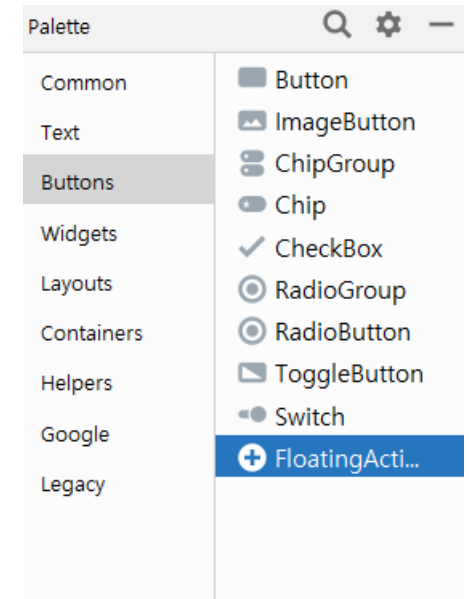 Palette
Common
Text
Buttons
Widgets
Layouts
Containers
Helpers
Google
Legacy
Button
ImageButton
ChipGroup
Chip
CheckBox
RadioGroup
RadioButton
ToggleButton
Switch
FloatingActi...